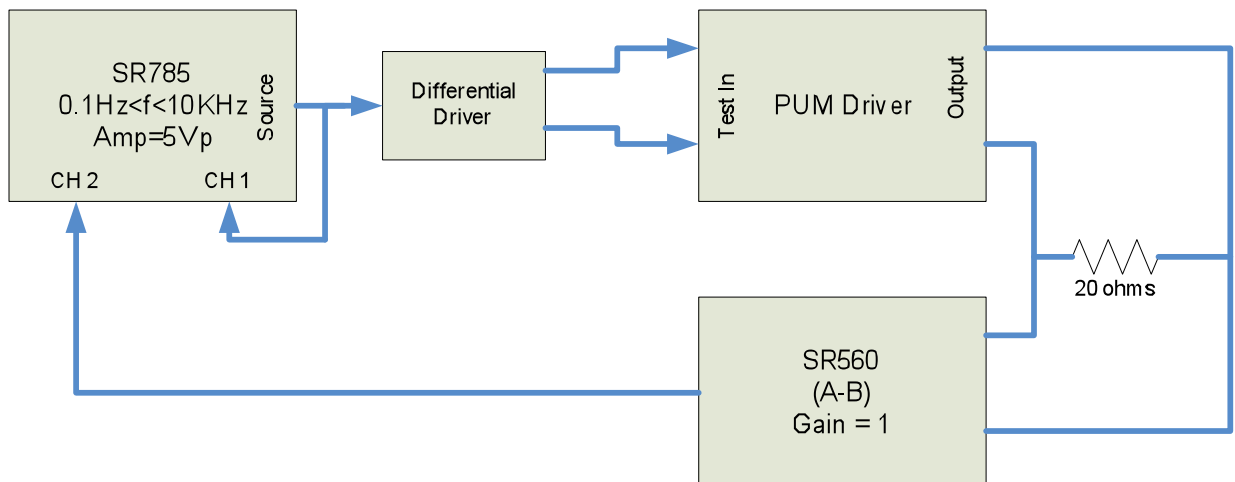 SR785
0.1Hz<f<10KHz
Amp=5Vp
Source
CH 2
CH 1
Differential
Driver
Test In
PUM Driver
Output
20 ohms
SR560
(A-B)
Gain = 1